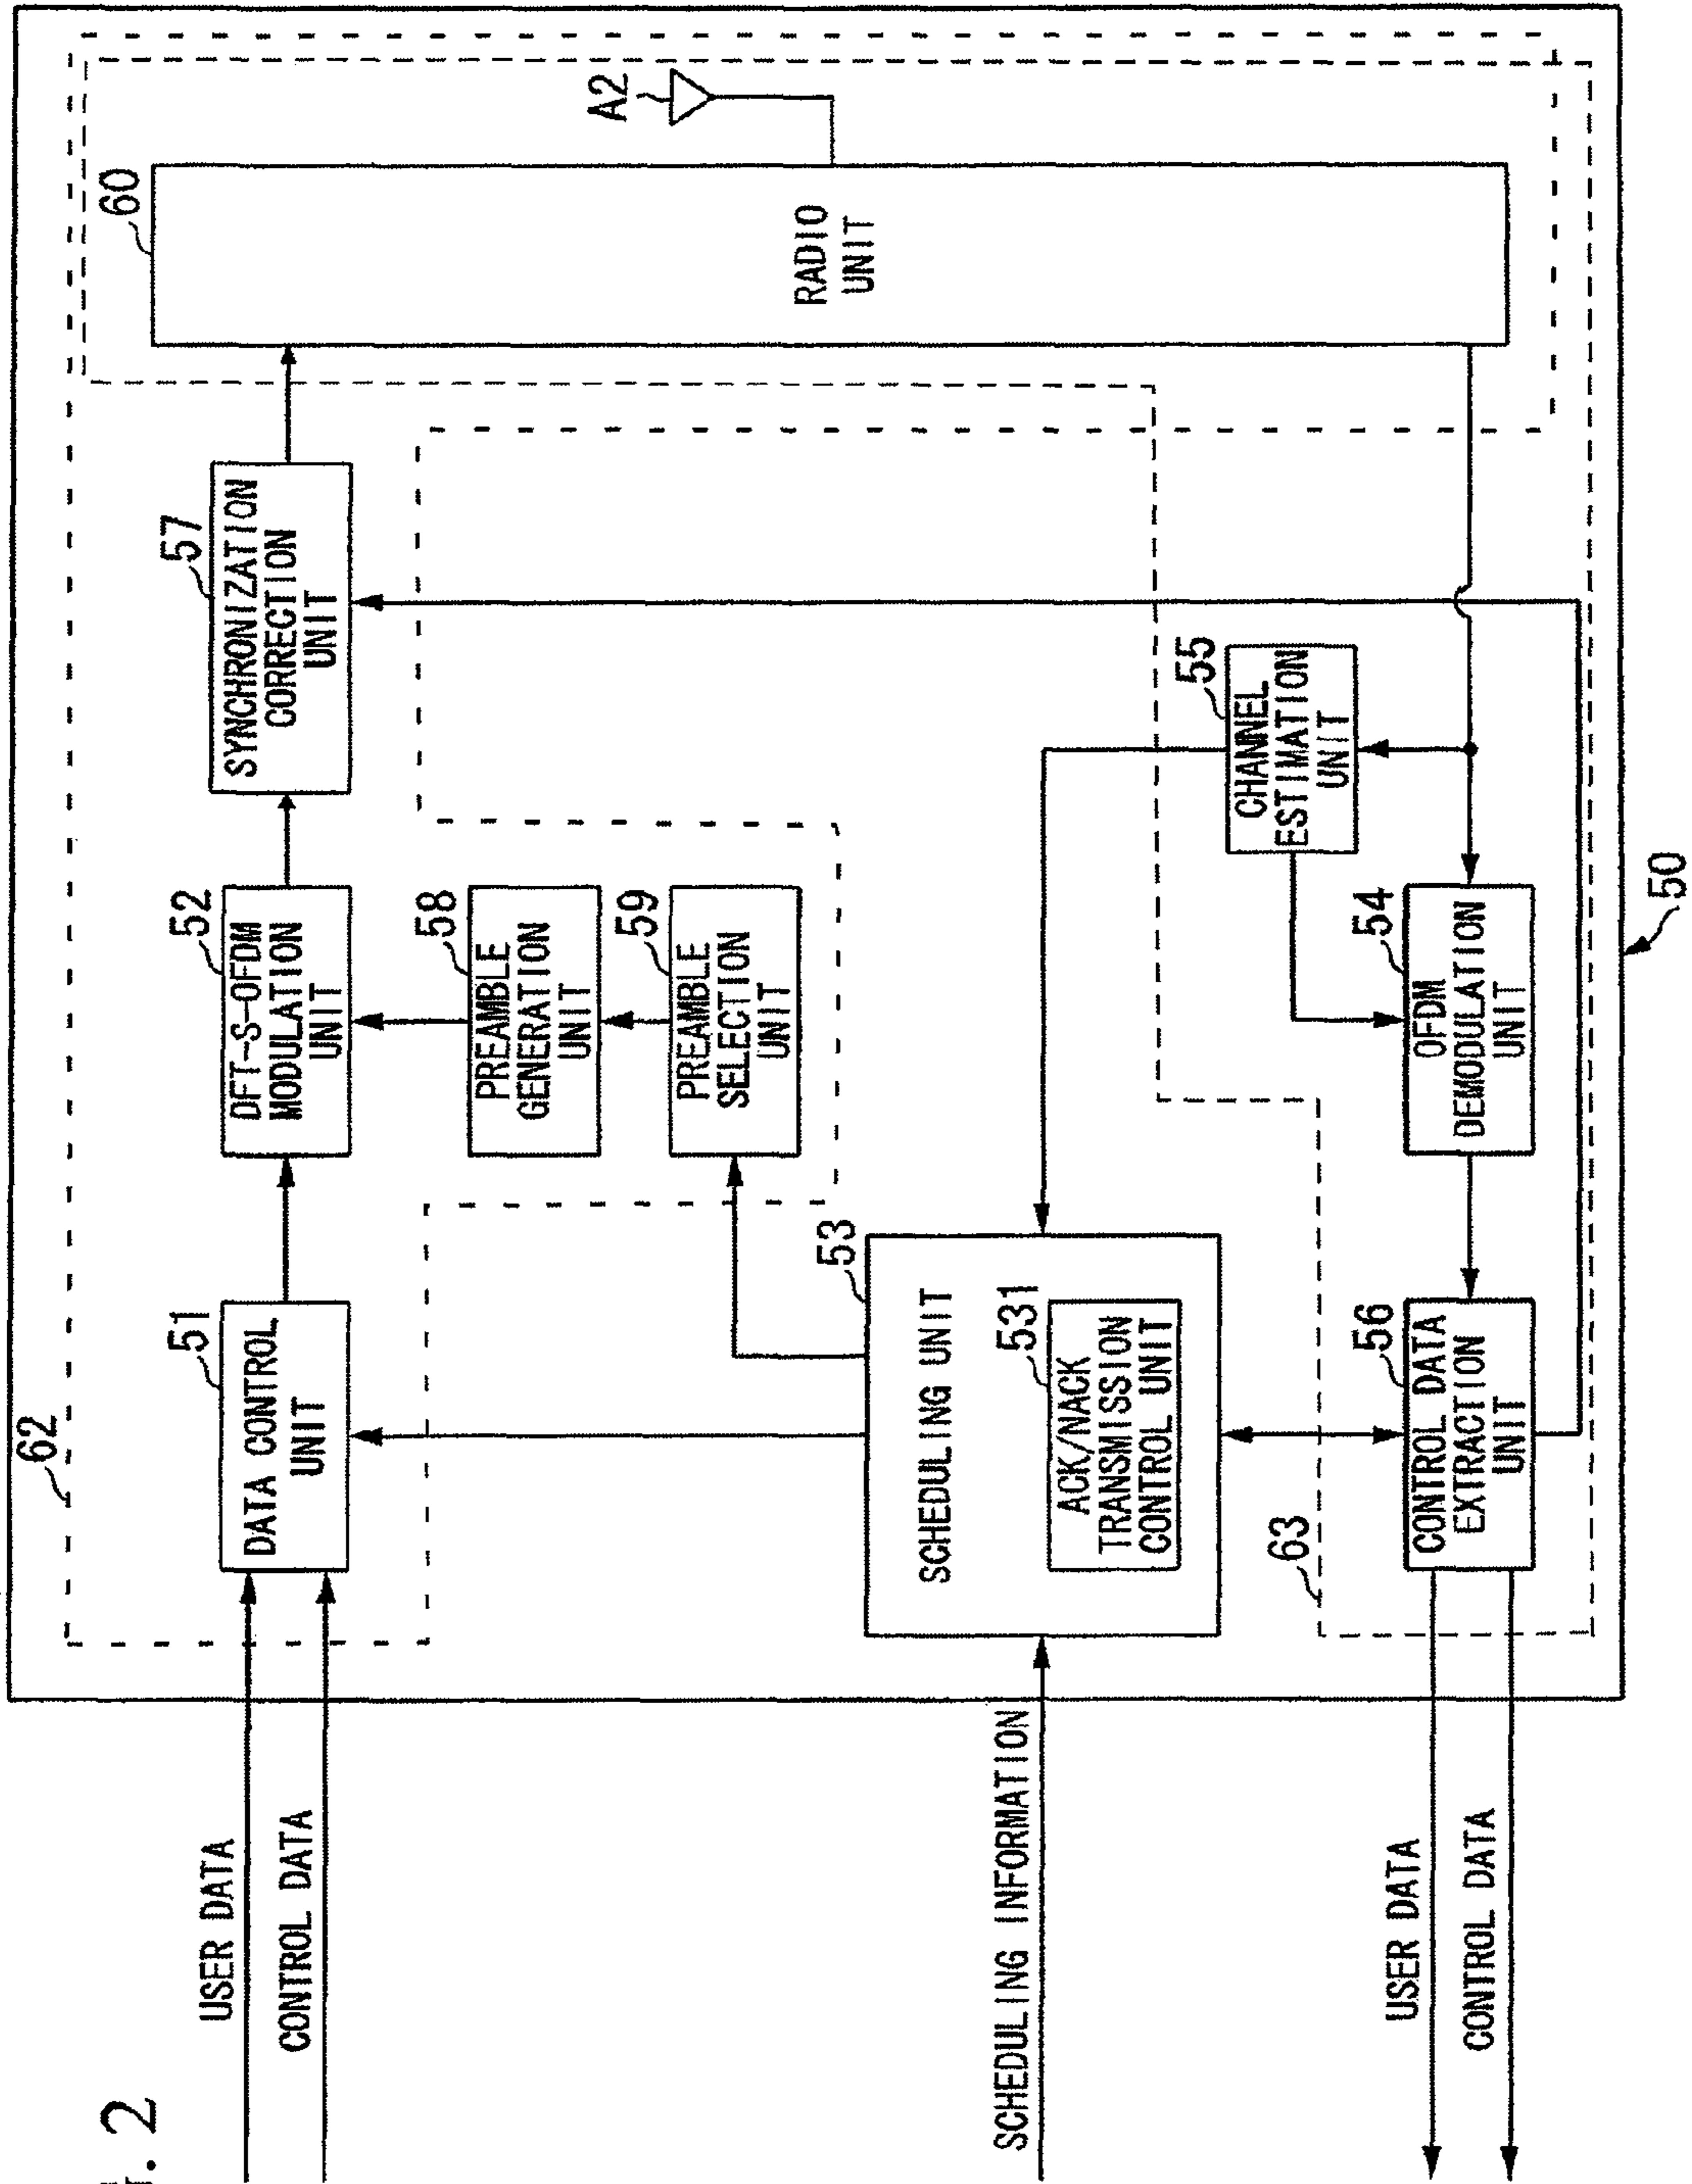 . 2
62
USER DATA
CONTROL DATA
51
DATA CONTROL
UNIT
52
DFT-S-OFDM
MODULATION
UNIT
57
SYNCHRONIZATION
CORRECTION
UNIT
60
RADIO
UNIT
A2
58
PREAMBLE
GENERATION
UNIT
59
PREAMBLE
SELECTION
UNIT
SCHEDULING INFORMATION
53
SCHEDULING UNIT
531
ACK/NACK
TRANSMISSION
CONTROL UNIT
55
CHANNEL
ESTIMATION
UNIT
63
USER DATA
CONTROL DATA
56
CONTROL DATA
EXTRACTION
UNIT
54
OFDM
DEMODULATION
UNIT
50